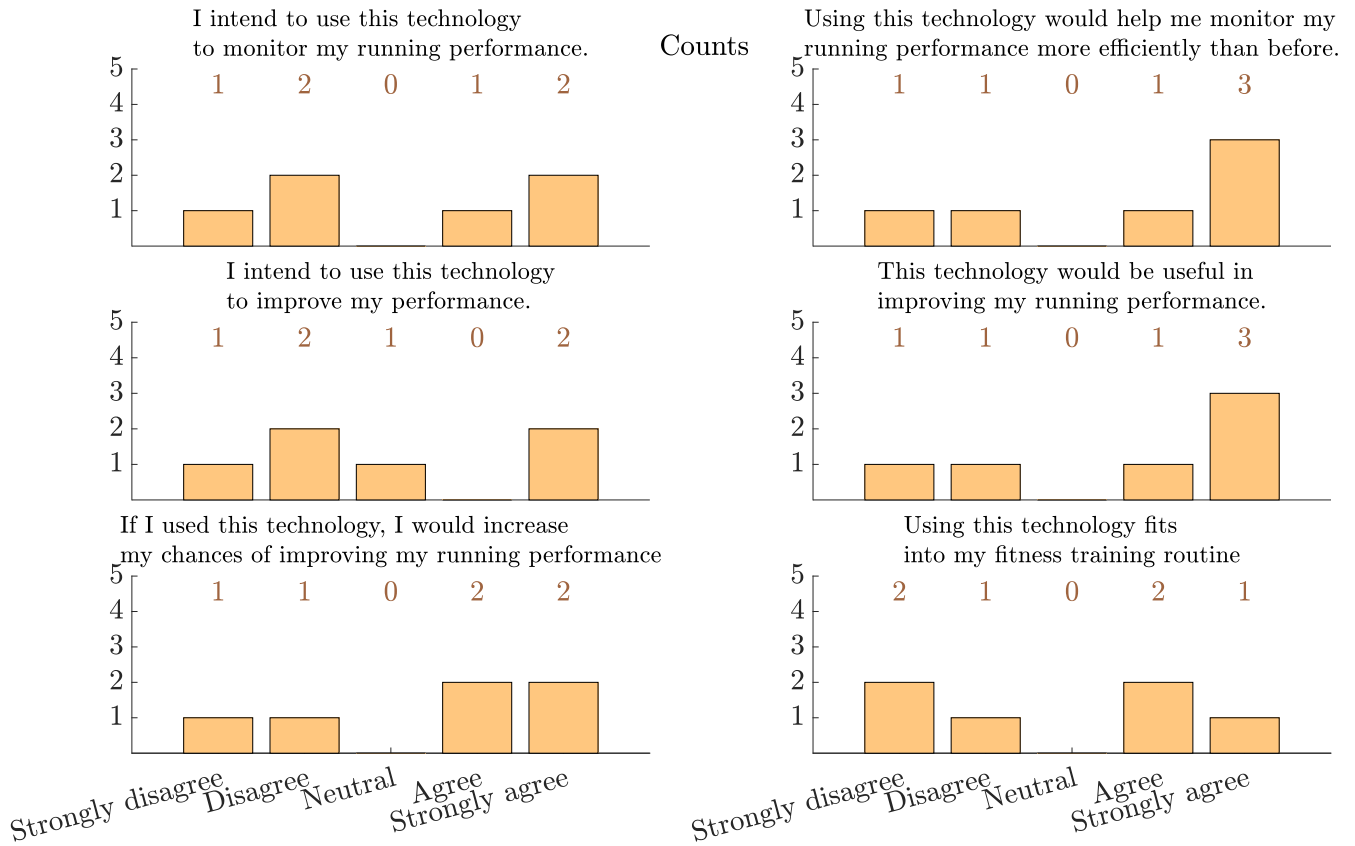 I intend to use this technology
to monitor my running performance.
Counts
Using this technology would help me monitor my
running performance more efficiently than before.
5
4
3
2
1
1 2 0 1 2
5
4
3
2
1
1 1 0 1 3
I intend to use this technology
to improve my performance.
5
4
3
2
1
1 2 1 0 2
This technology would be useful in
improving my running performance.
5
4
3
2
1
1 1 0 1 3
If I used this technology, I would increase
my chances of improving my running performance
5
4
3
2
1
1 1 0 2 2
Strongly disagree
Disagree
Neutral
Agree
Strongly agree
Using this technology fits
into my fitness training routine
5
4
3
2
1
2 1 0 2 1
Strongly disagree
Disagree
Neutral
Agree
Strongly agree